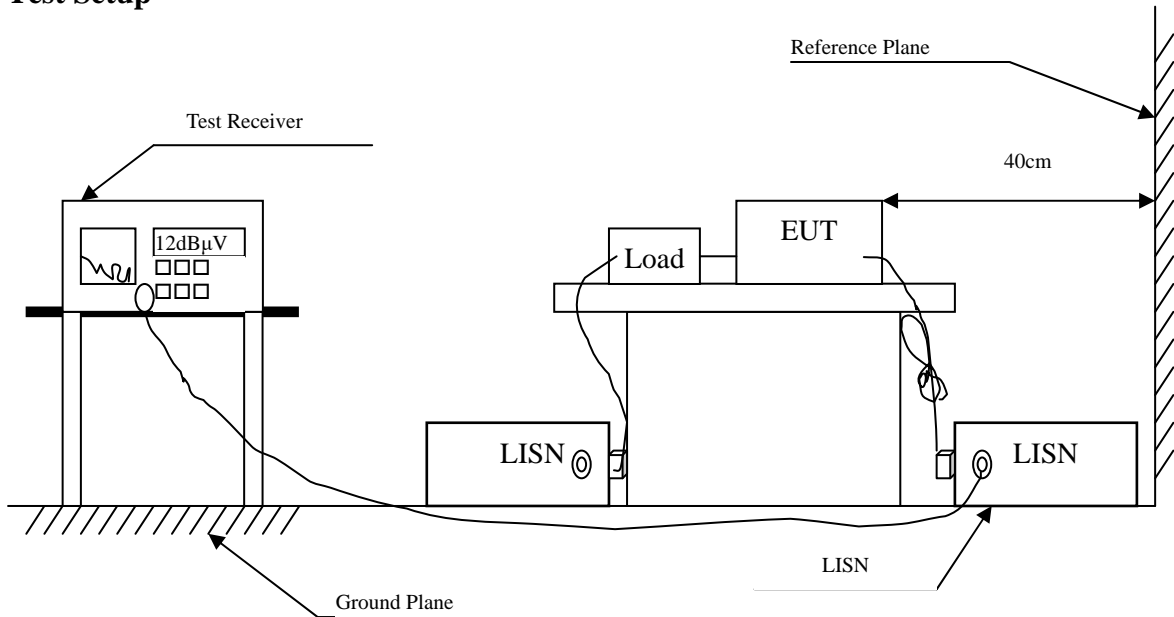 Test Setup
Reference Plane
Test Receiver
40cm
12dBµV
EUT
Load
LISN
LISN
LISN
Ground Plane